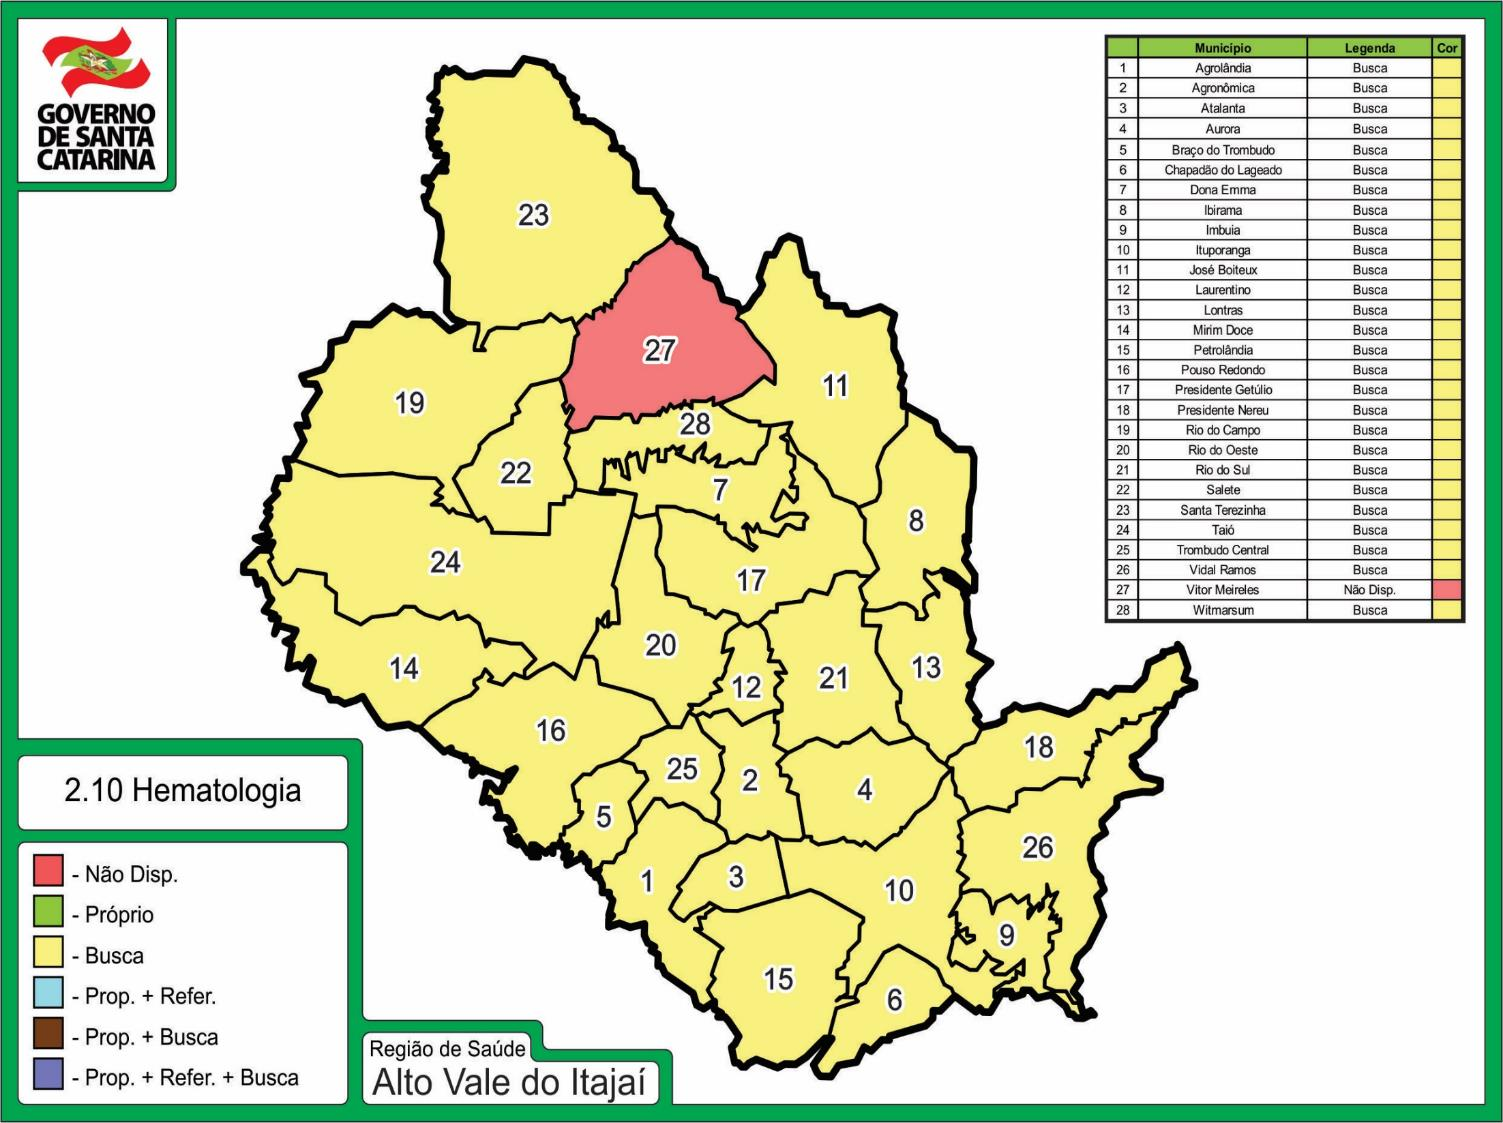 GOVERNO
DE SANTA
CATARINA
Município Legenda Cor
1 Agrolândia Busca
2 Agronômica Busca
3 Atalanta Busca
4 Aurora Busca
5 Braço do Trombudo Busca
6 Chapadão do Lageado Busca
7 Dona Emma Busca
8 Ibirama Busca
9 Imbuia Busca
10 Ituporanga Busca
11 José Boiteux Busca
12 Laurentino Busca
13 Lontras Busca
14 Mirim Doce Busca
15 Petrolândia Busca
16 Pouso Redondo Busca
17 Presidente Getúlio Busca
18 Presidente Nereu Busca
19 Rio do Campo Busca
20 Rio do Oeste Busca
21 Rio do Sul Busca
22 Salete Busca
23 Santa Terezinha Busca
24 Taió Busca
25 Trombudo Central Busca
26 Vidal Ramos Busca
27 Vitor Meireles Não Disp.
28 Witmarsum Busca
23
27
11
19
28
22
7
8
24
17
20
14
12
21
13
16
18
25
2
4
5
26
1
3
10
9
15
6
2.10 Hematologia
- Não Disp.
- Próprio
- Busca
- Prop. + Refer.
- Prop. + Busca
- Prop. + Refer. + Busca
Região de Saúde
Alto Vale do Itajaí